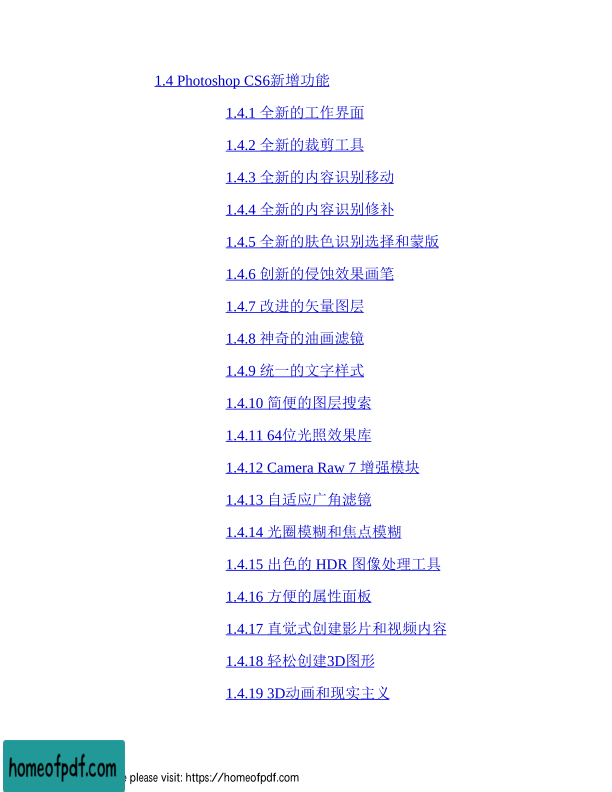 1.4 Photoshop CS6新增功能
1.4.1 全新的工作界面
1.4.2 全新的裁剪工具
1.4.3 全新的内容识别移动
1.4.4 全新的内容识别修补
1.4.5 全新的肤色识别选择和蒙版
1.4.6 创新的侵蚀效果画笔
1.4.7 改进的矢量图层
1.4.8 神奇的油画滤镜
1.4.9 统一的文字样式
1.4.10 简便的图层搜索
1.4.11 64位光照效果库
1.4.12 Camera Raw 7 增强模块
1.4.13 自适应广角滤镜
1.4.14 光圈模糊和焦点模糊
1.4.15 出色的 HDR 图像处理工具
1.4.16 方便的属性面板
1.4.17 直觉式创建影片和视频内容
1.4.18 轻松创建3D图形
1.4.19 3D动画和现实主义
homeofpdf.com
please visit: https://homeofpdf.com